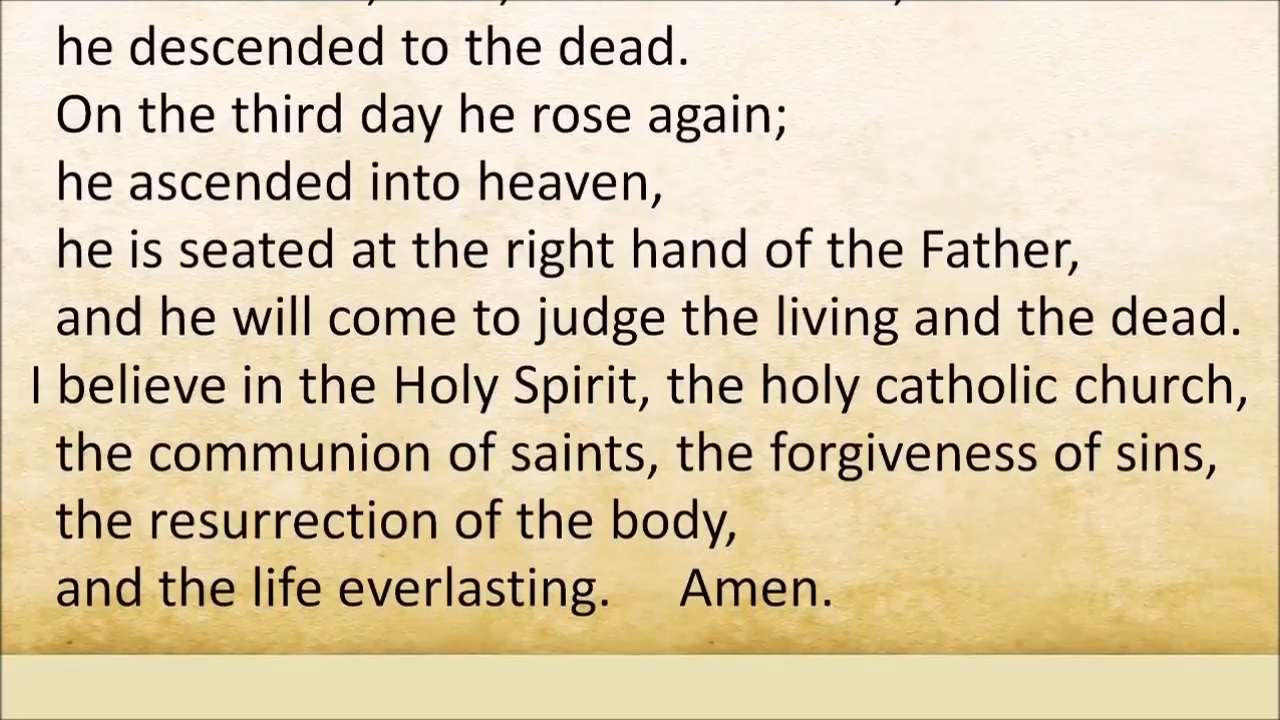 he descended to the dead.
On the third day he rose again;
he ascended into heaven,
he is seated at the right hand of the Father,
and he will come to judge the living and the dead.
I believe in the Holy Spirit, the holy catholic church,
the communion of saints, the forgiveness of sins,
the resurrection of the body,
and the life everlasting. Amen.